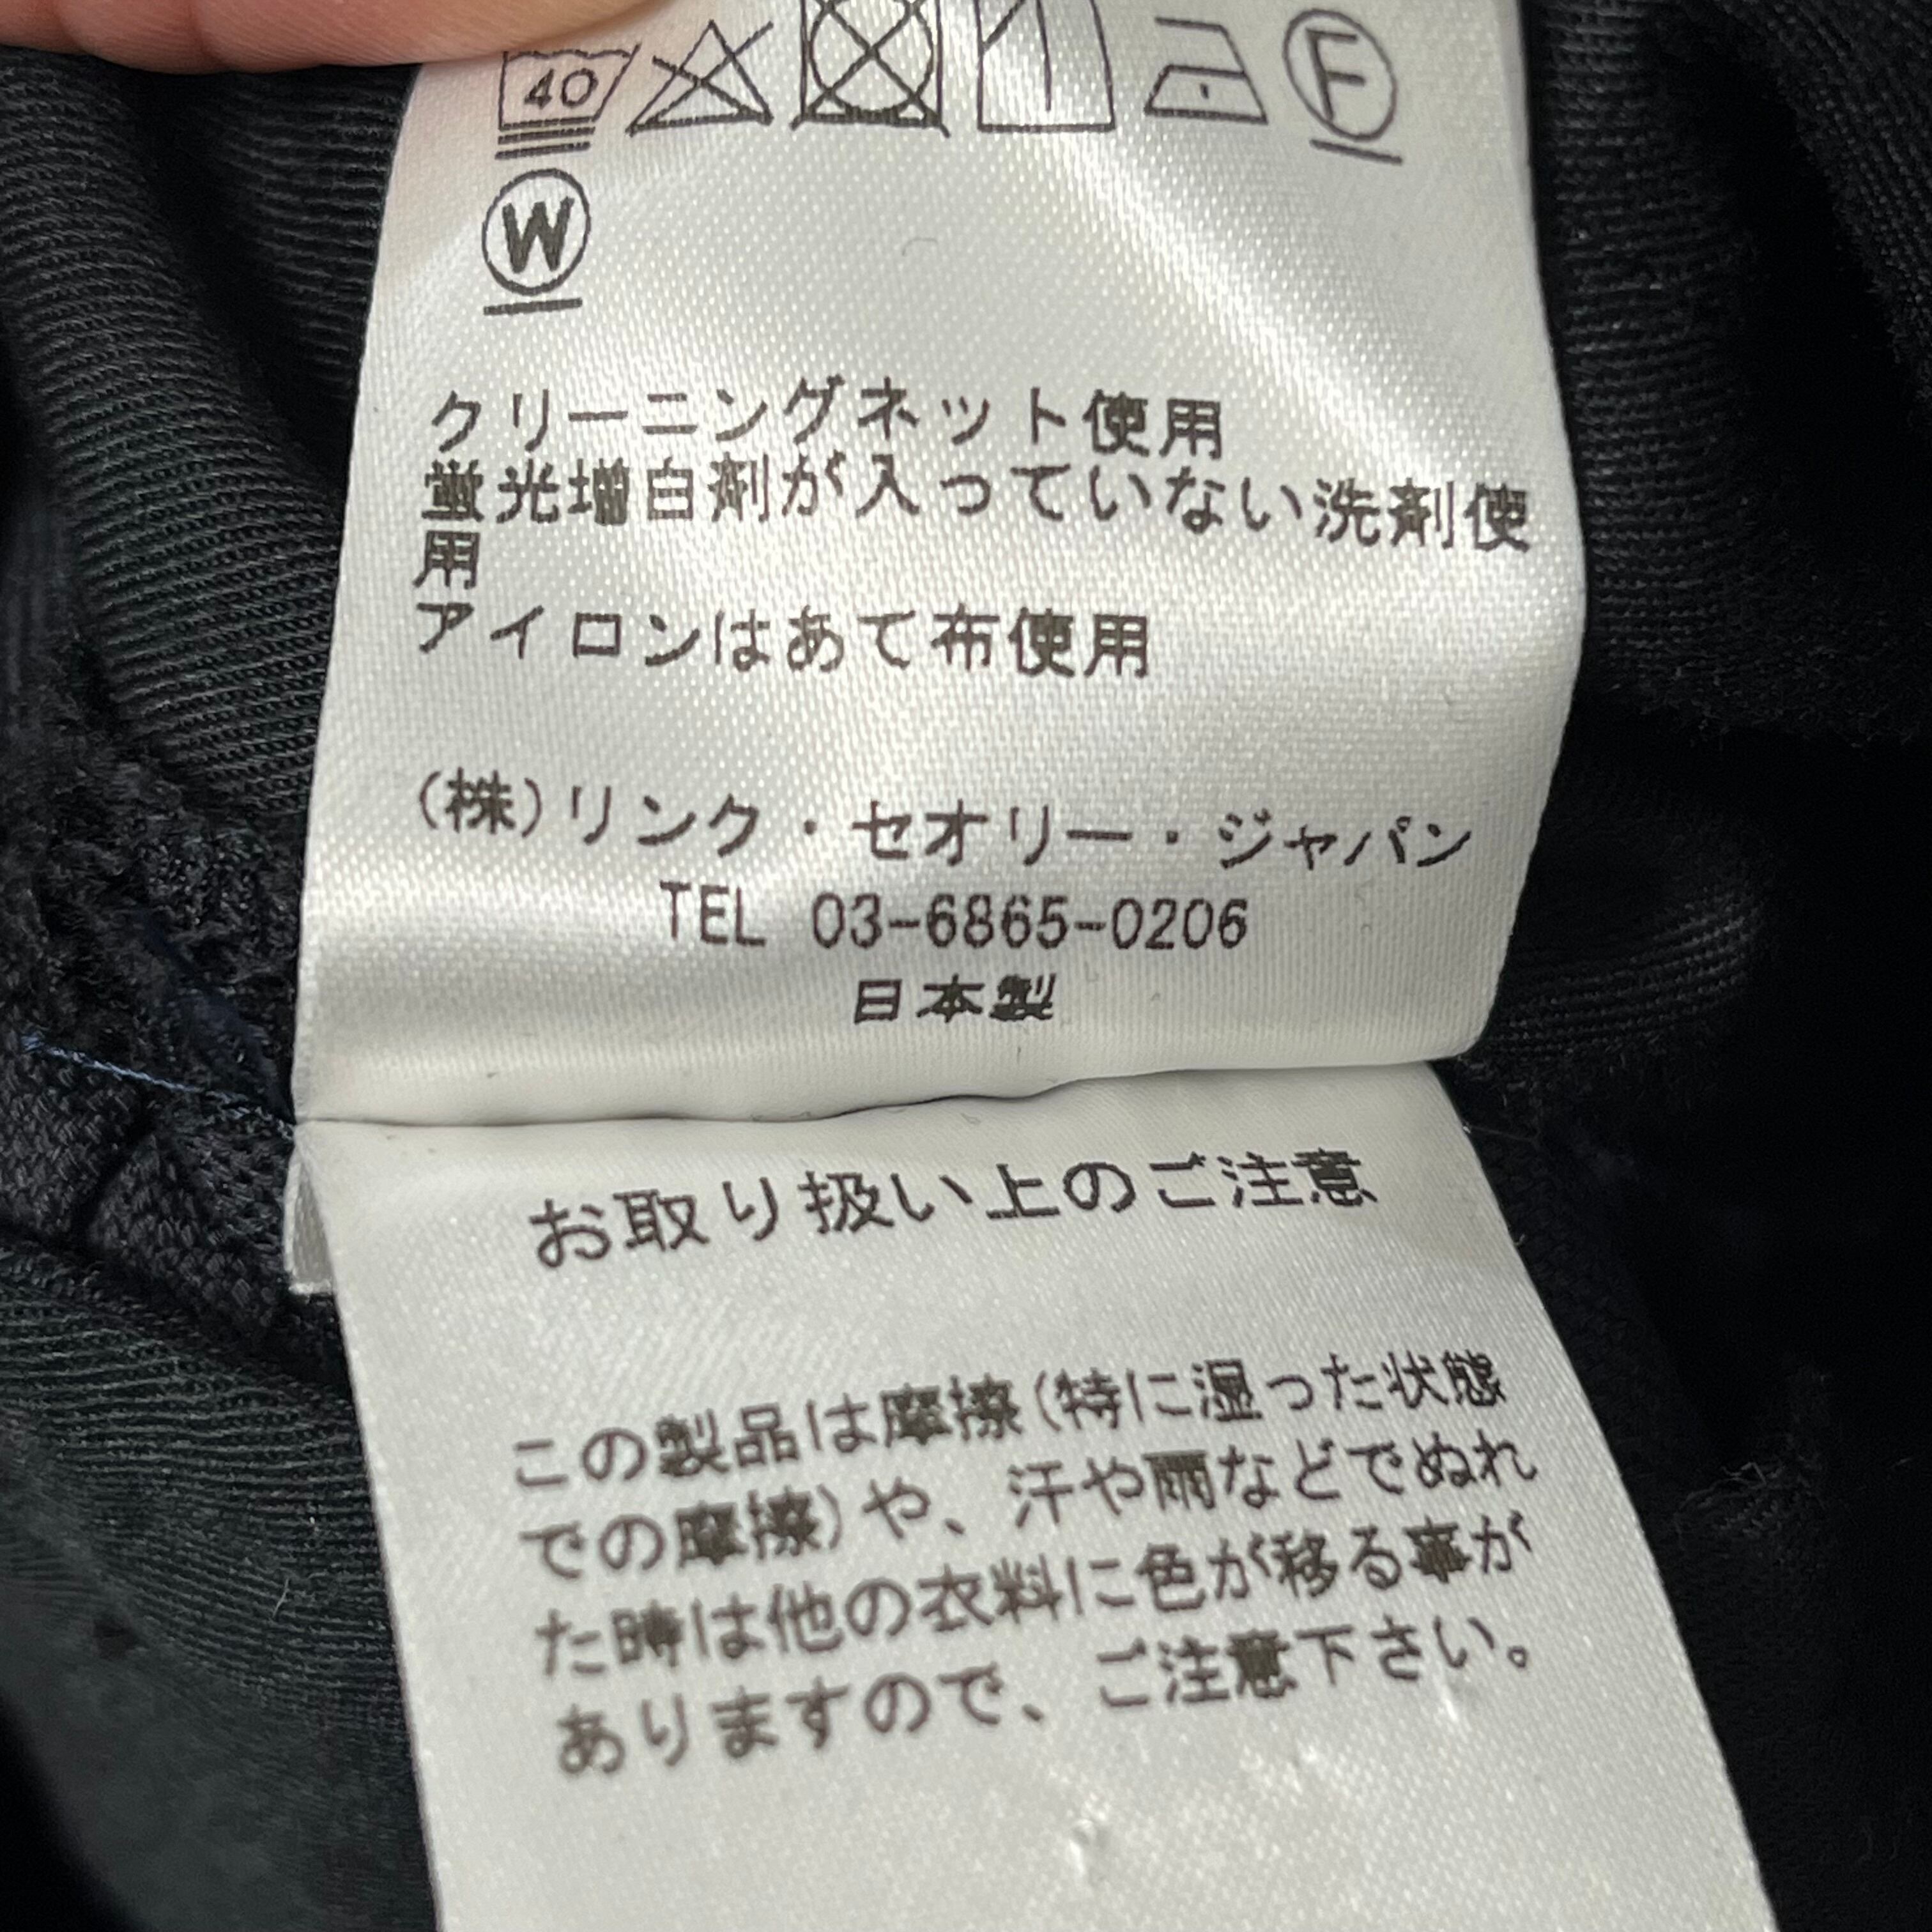 40
F
W
クリーニングネット使用
蛍光増白剤が入っていない洗剤使
用
アイロンはあて布使用
(株)リンク・セオリー・ジャパン
TEL 03-6865-0206
日本製
お取り扱い上のご注意
この製品は摩擦(特に湿った状態
での摩擦)や、汗や雨などでぬれ
た時は他の衣料に色が移る事が
ありますので、ご注意下さい。